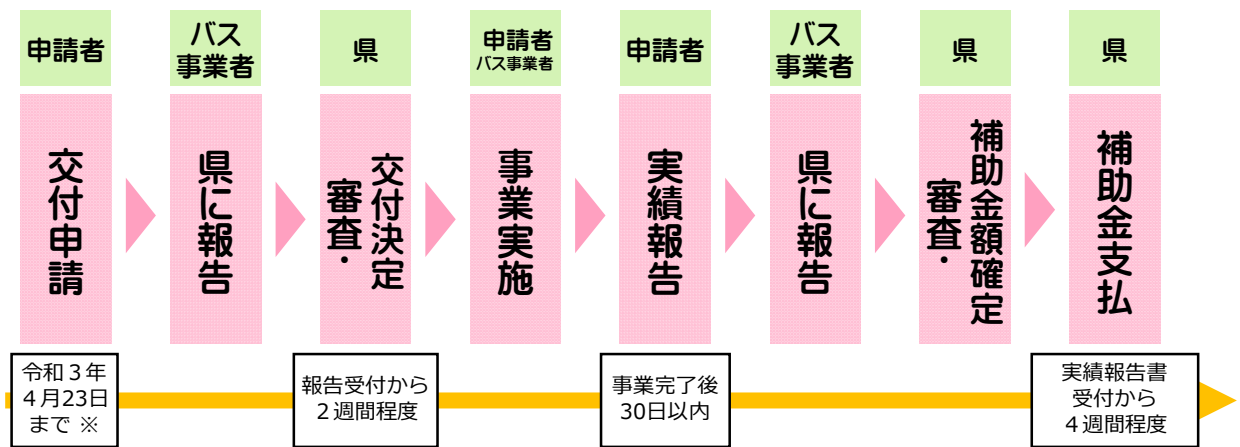 申請者
バス
事業者
県
申請者
バス事業者
申請者
バス
事業者
県
県
交付申請
県に報告
審査・
交付決定
事業実施
実績報告
県に報告
審査・
補助金額確定
補助金支払
令和３年
４月23日
まで ※
報告受付から
２週間程度
事業完了後
30日以内
実績報告書
受付から
４週間程度